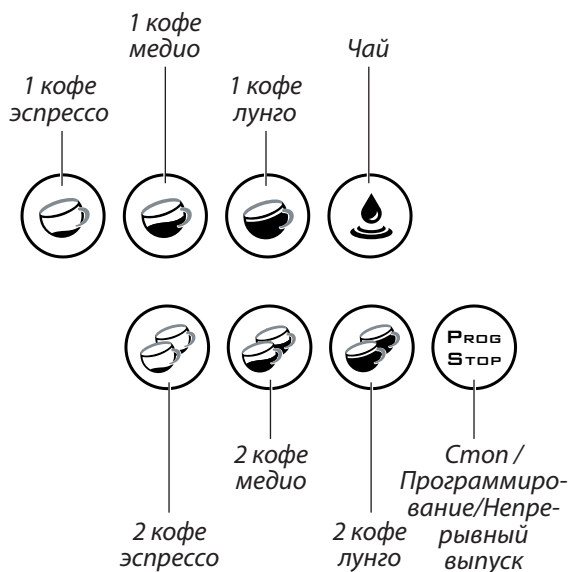 1 кофе
медио
Чай
1 кофе
эспрессо
1 кофе
лунго
PROG
STOP
2 кофе
медио
Стоп /
Программиро-
вание/Непре-
рывный
выпуск
2 кофе
эспрессо
2 кофе
лунго